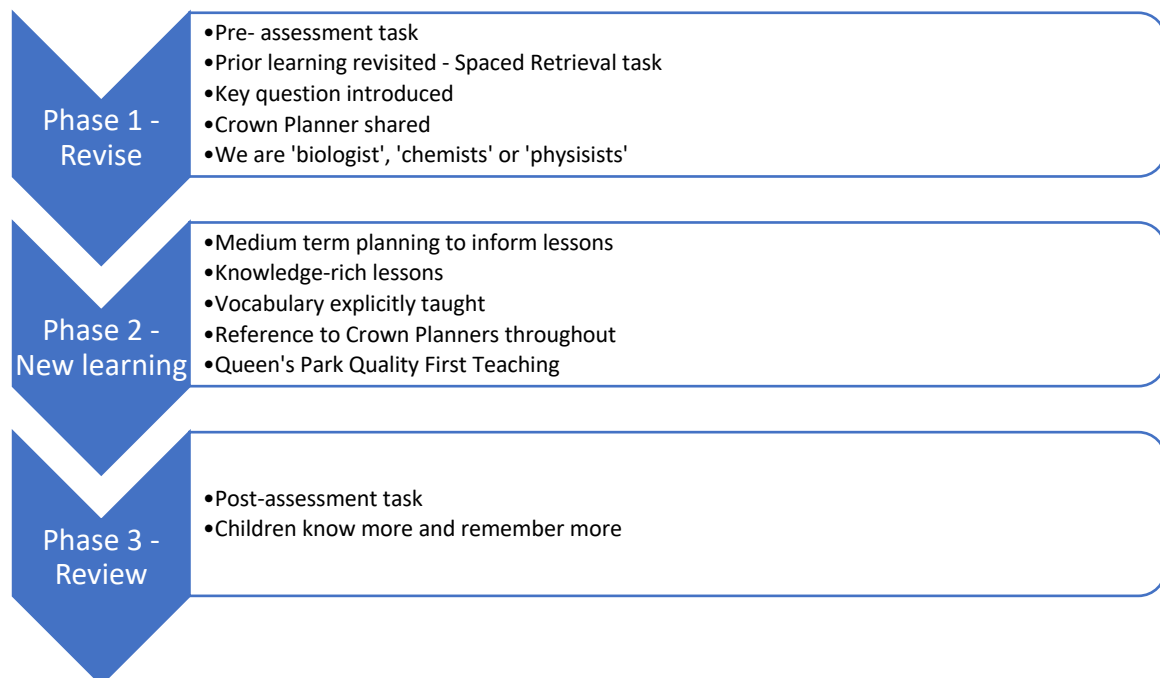 Phase 1 -
Revise
•Pre- assessment task
•Prior learning revisited - Spaced Retrieval task
•Key question introduced
•Crown Planner shared
•We are 'biologist', 'chemists' or 'physisists'
Phase 2 -
New learning
•Medium term planning to inform lessons
•Knowledge-rich lessons
•Vocabulary explicitly taught
•Reference to Crown Planners throughout
•Queen's Park Quality First Teaching
Phase 3 -
Review
•Post-assessment task
•Children know more and remember more